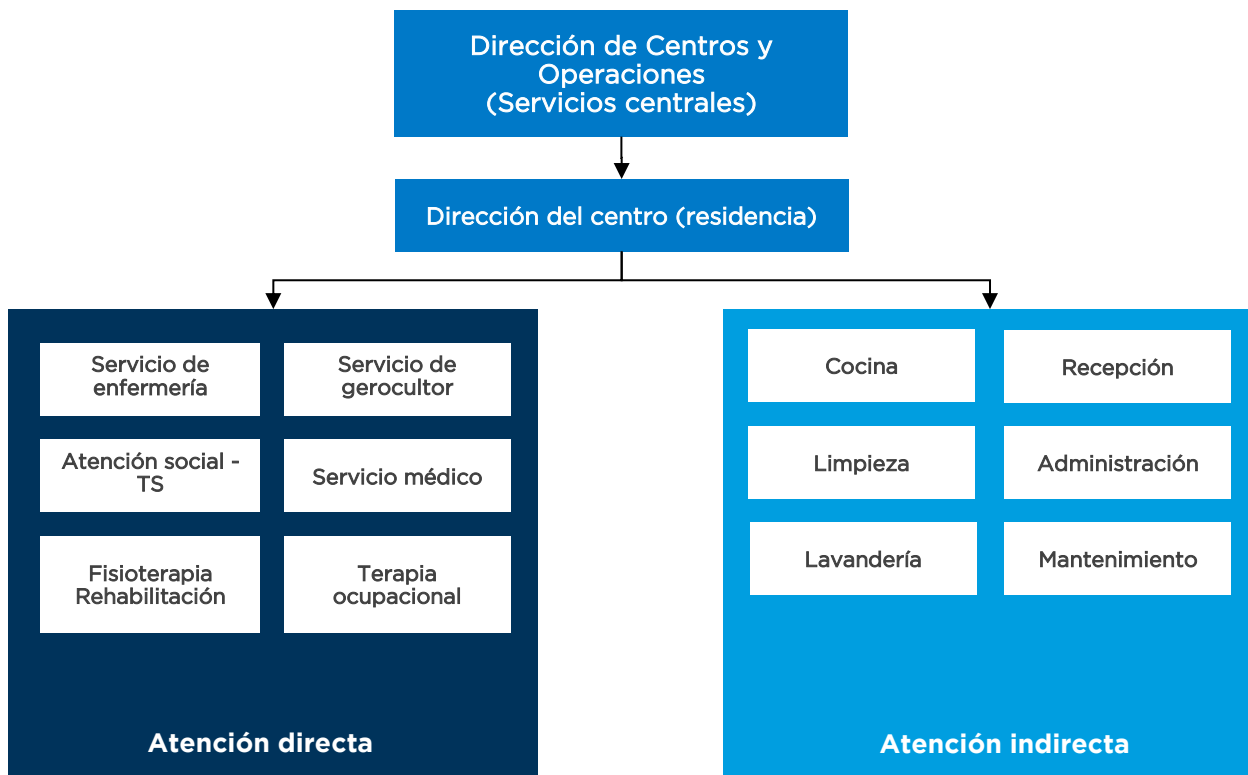 Dirección de Centros y
Operaciones
(Servicios centrales)
Dirección del centro (residencia)
Servicio de
enfermería
Servicio de
gerocultor
Atención social -
TS
Servicio médico
Fisioterapia
Rehabilitación
Terapia
ocupacional
Atención directa
Cocina
Recepción
Limpieza
Administración
Lavandería
Mantenimiento
Atención indirecta